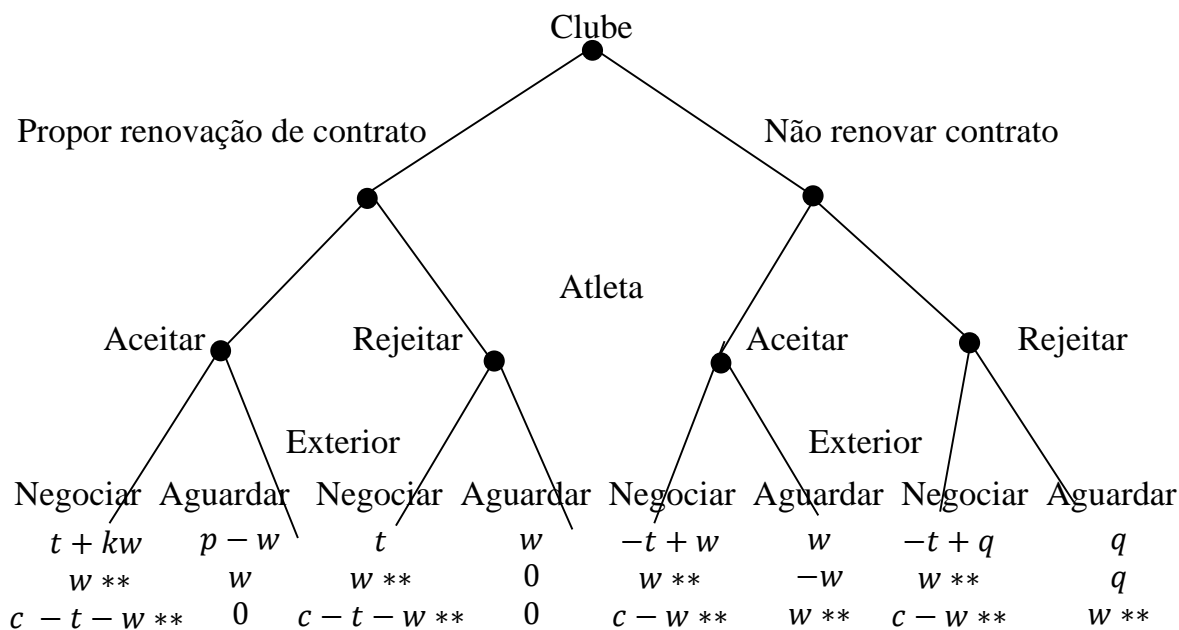 Clube
Propor renovação de contrato Não renovar contrato
Atleta
Aceitar Rejeitar Aceitar Rejeitar
Exterior Exterior
Negociar Aguardar Negociar Aguardar Negociar Aguardar Negociar Aguardar
t + kw p − w t w −t + w w −t + q q
w ** w w ** 0 w ** −w w ** q
c − t − w ** 0 c − t − w ** 0 c − w ** w ** c − w ** w **